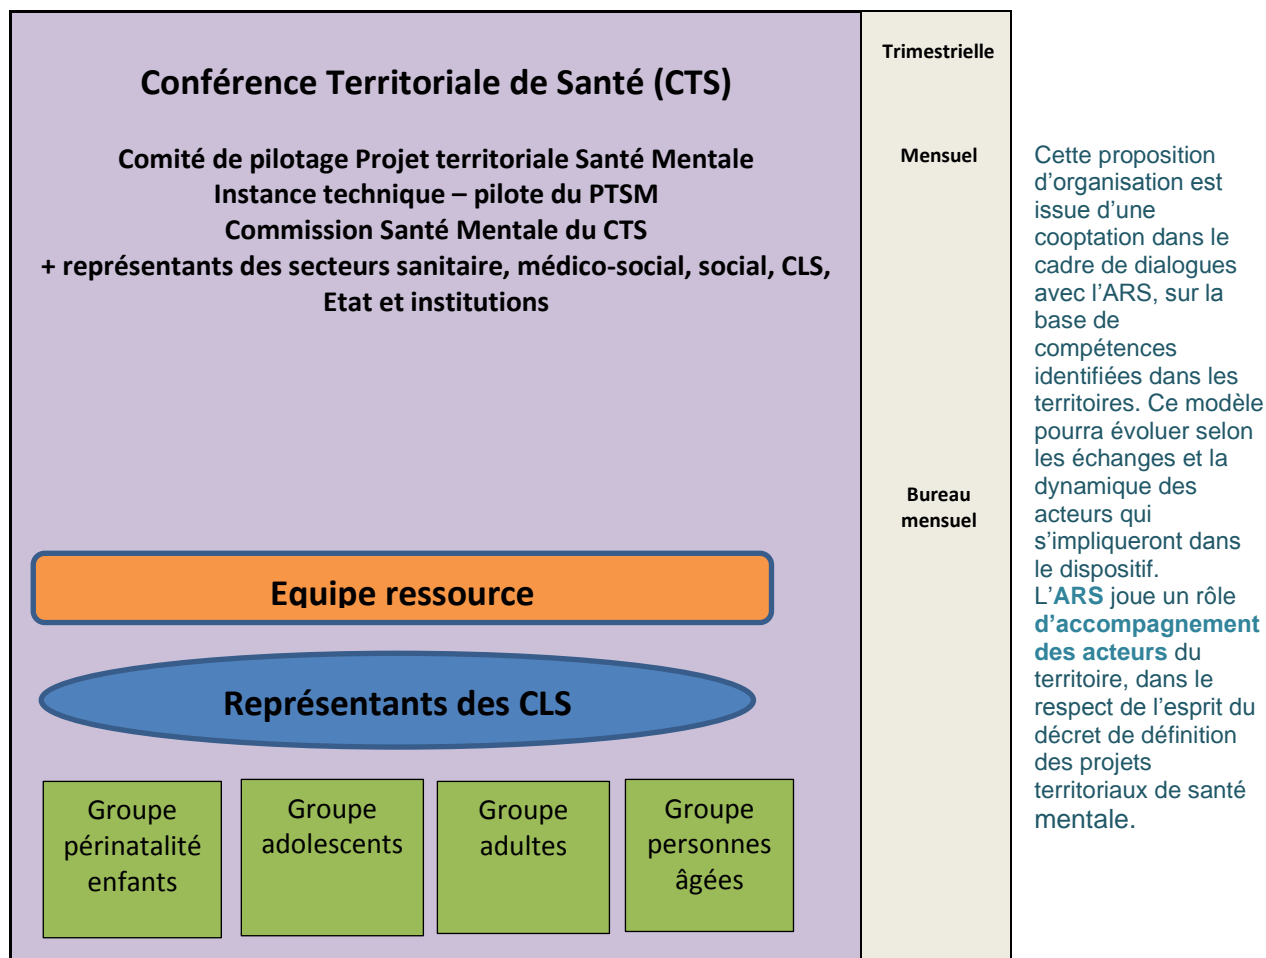 Conférence Territoriale de Santé (CTS)
Trimestrielle
Comité de pilotage Projet territoriale Santé Mentale
Instance technique – pilote du PTSM
Commission Santé Mentale du CTS
+ représentants des secteurs sanitaire, médico-social, social, CLS,
Etat et institutions
Mensuel
Bureau
mensuel
Equipe ressource
Représentants des CLS
Groupe
périnatalité
enfants
Groupe
adolescents
Groupe
adultes
Groupe
personnes
âgées
Cette proposition
d’organisation est
issue d’une
cooptation dans le
cadre de dialogues
avec l’ARS, sur la
base de
compétences
identifiées dans les
territoires. Ce modèle
pourra évoluer selon
les échanges et la
dynamique des
acteurs qui
s’impliqueront dans
le dispositif.
L’ARS joue un rôle
d’accompagnement
des acteurs du
territoire, dans le
respect de l’esprit du
décret de définition
des projets
territoriaux de santé
mentale.